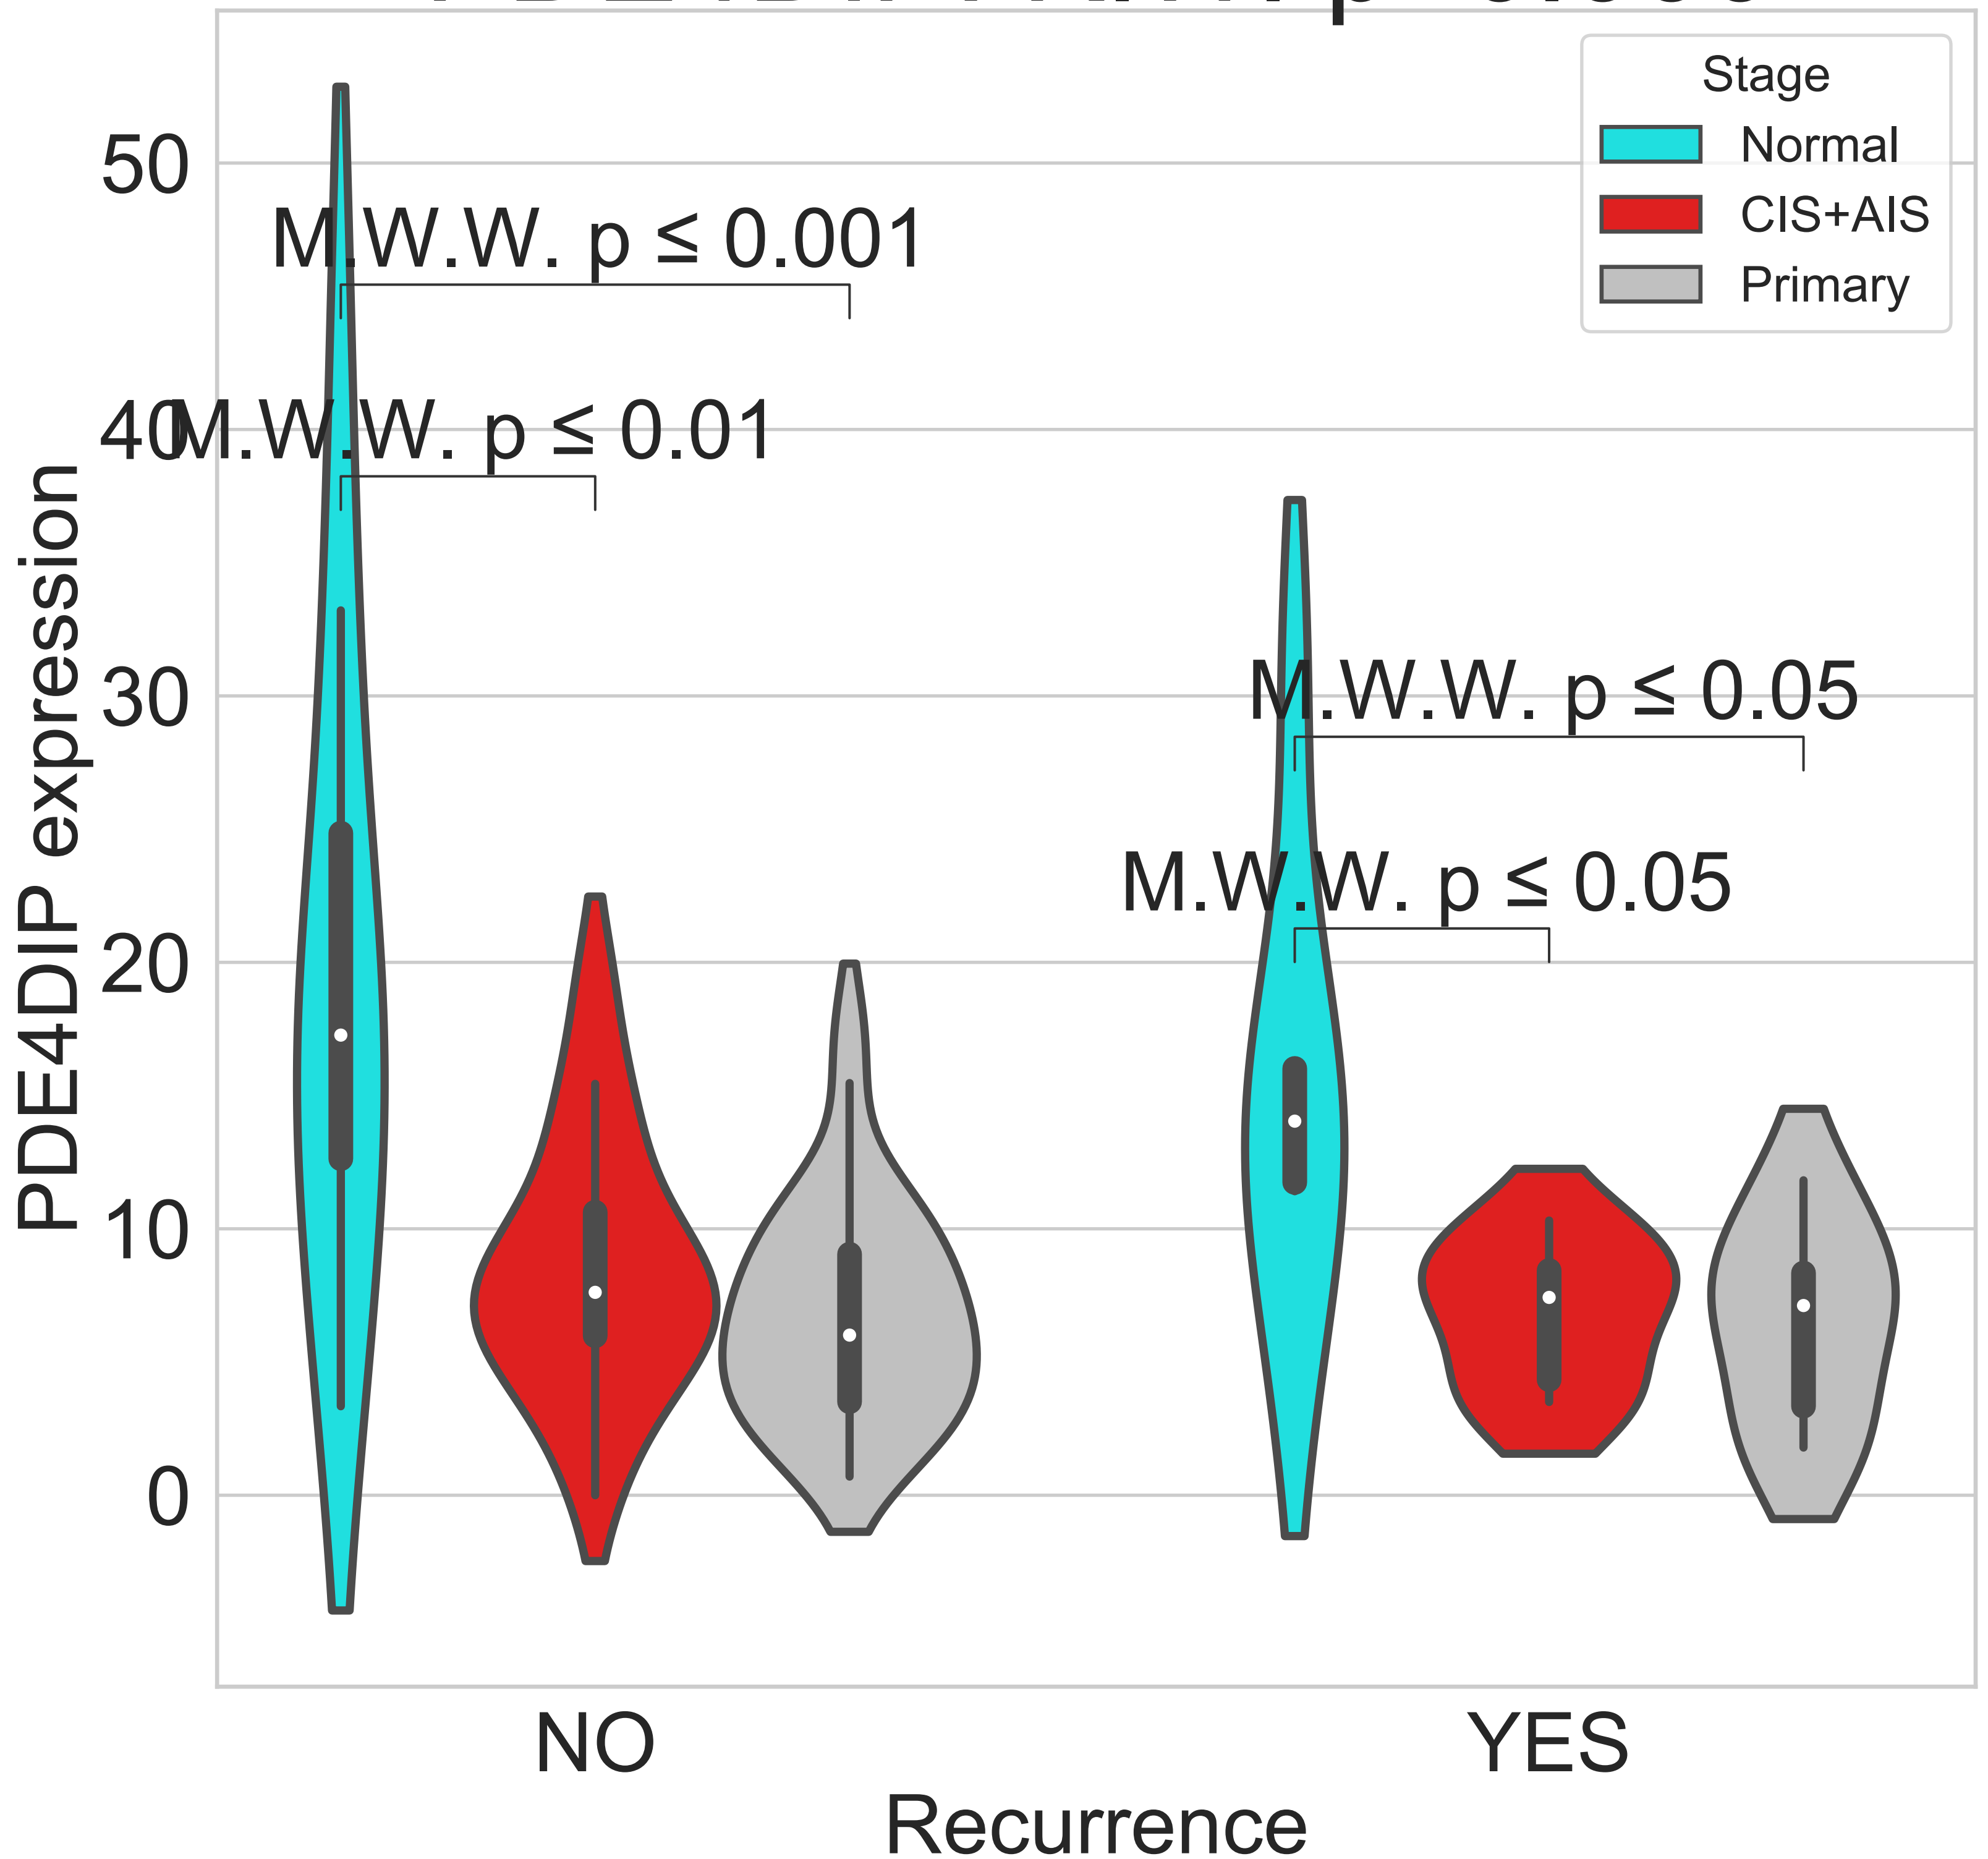 Stage
Normal
CIS+AIS
Primary
50
40
30
20
10
0
M.W.W. p ≤ 0.001
M.W.W. p ≤ 0.01
M.W.W. p ≤ 0.05
M.W.W. p ≤ 0.05
PDE4DIP expression
NO
YES
Recurrence